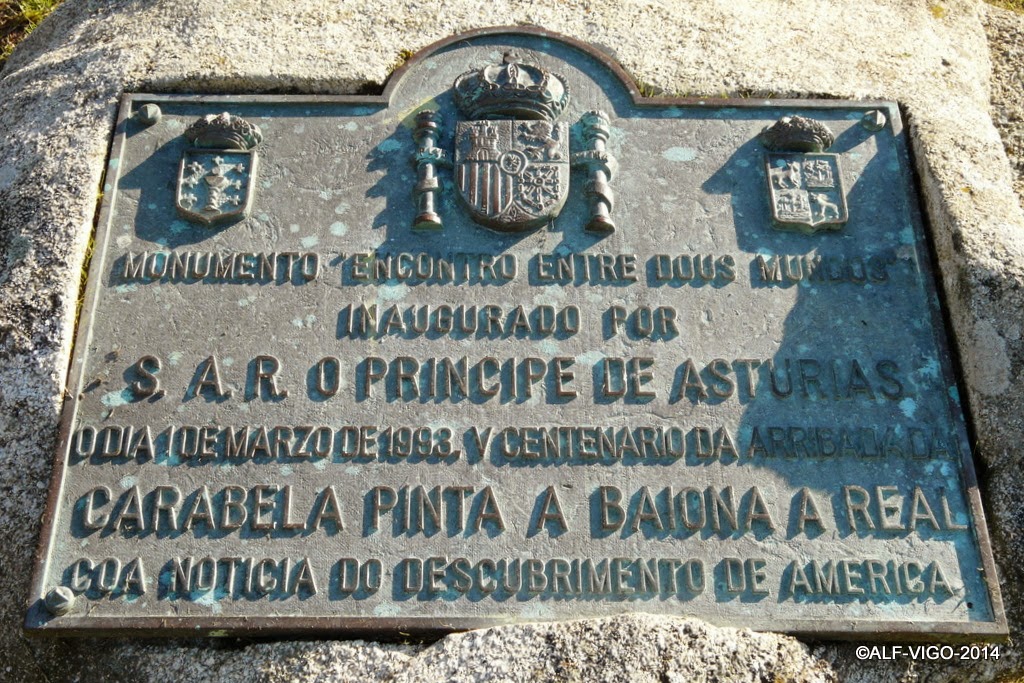 MONUMENTO "ENCONTRO ENTRE DOUS MUNDOS"
INAUGURADO POR
S. A. R. O PRINCIPE DE ASTURIAS.
O DIA 1 DE MARZO DE 1993. V CENTENARIO DA ARRIBADA DA
CARABELA PINTA A BAIONA A REAL
COA NOTICIA DO DESCUBRIMENTO DE AMERICA.
©ALF-VIGO-2014